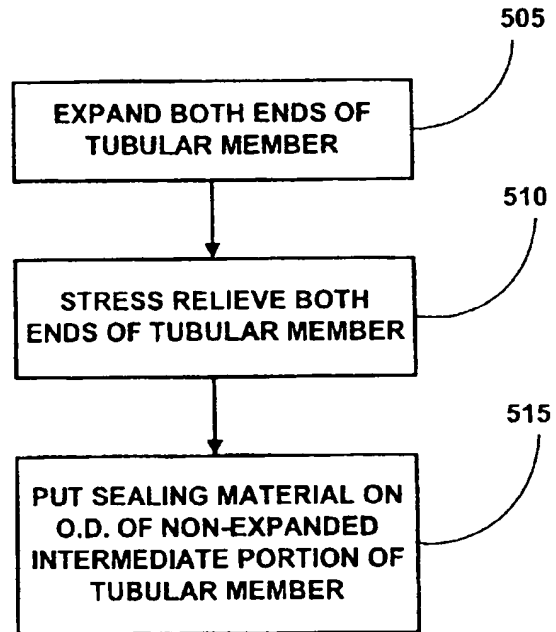 505
EXPAND BOTH ENDS OF
TUBULAR MEMBER
510
STRESS RELIEVE BOTH
ENDS OF TUBULAR MEMBER
515
PUT SEALING MATERIAL ON
O.D. OF NON-EXPANDED
INTERMEDIATE PORTION OF
TUBULAR MEMBER